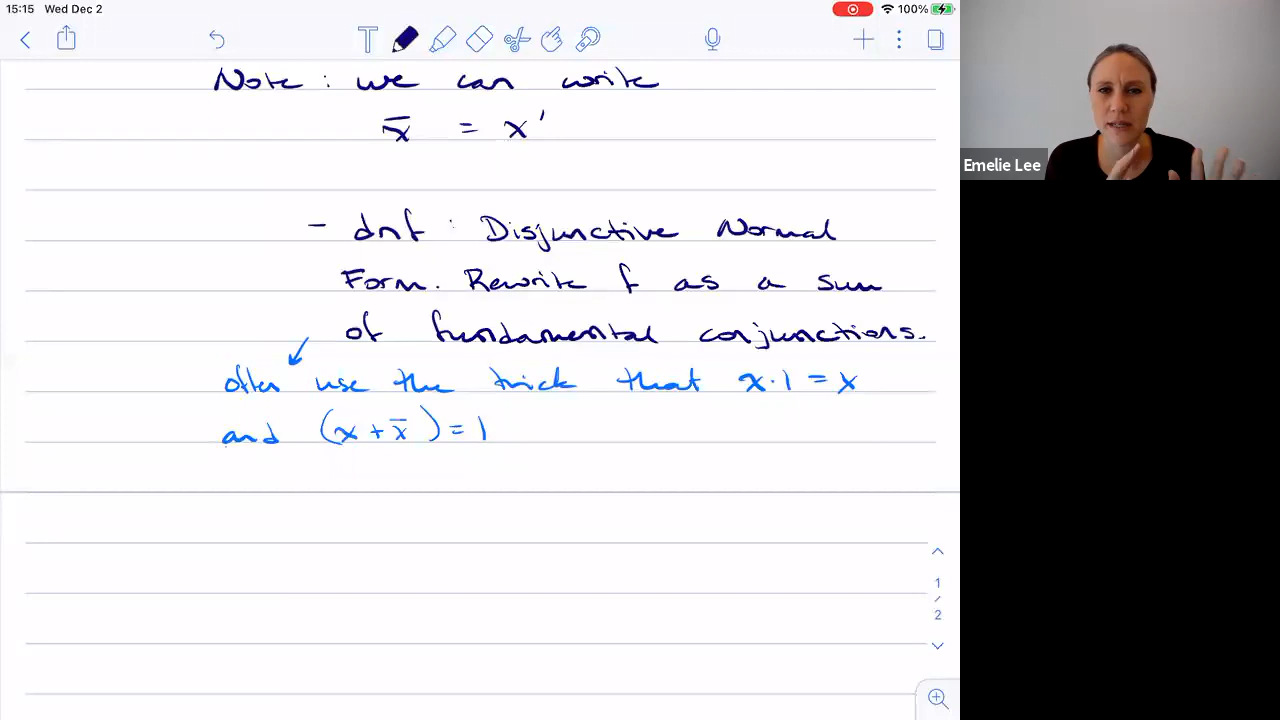 15:15 Wed Dec 2
100%
Note : we can write
x̄ = x'
- dnf : Disjunctive Normal
Form. Rewrite f as a sum
of fundamental conjunctions.
often use the trick that x·1 = x
and (x + x̄) = 1
Emelie Lee
1
/
2